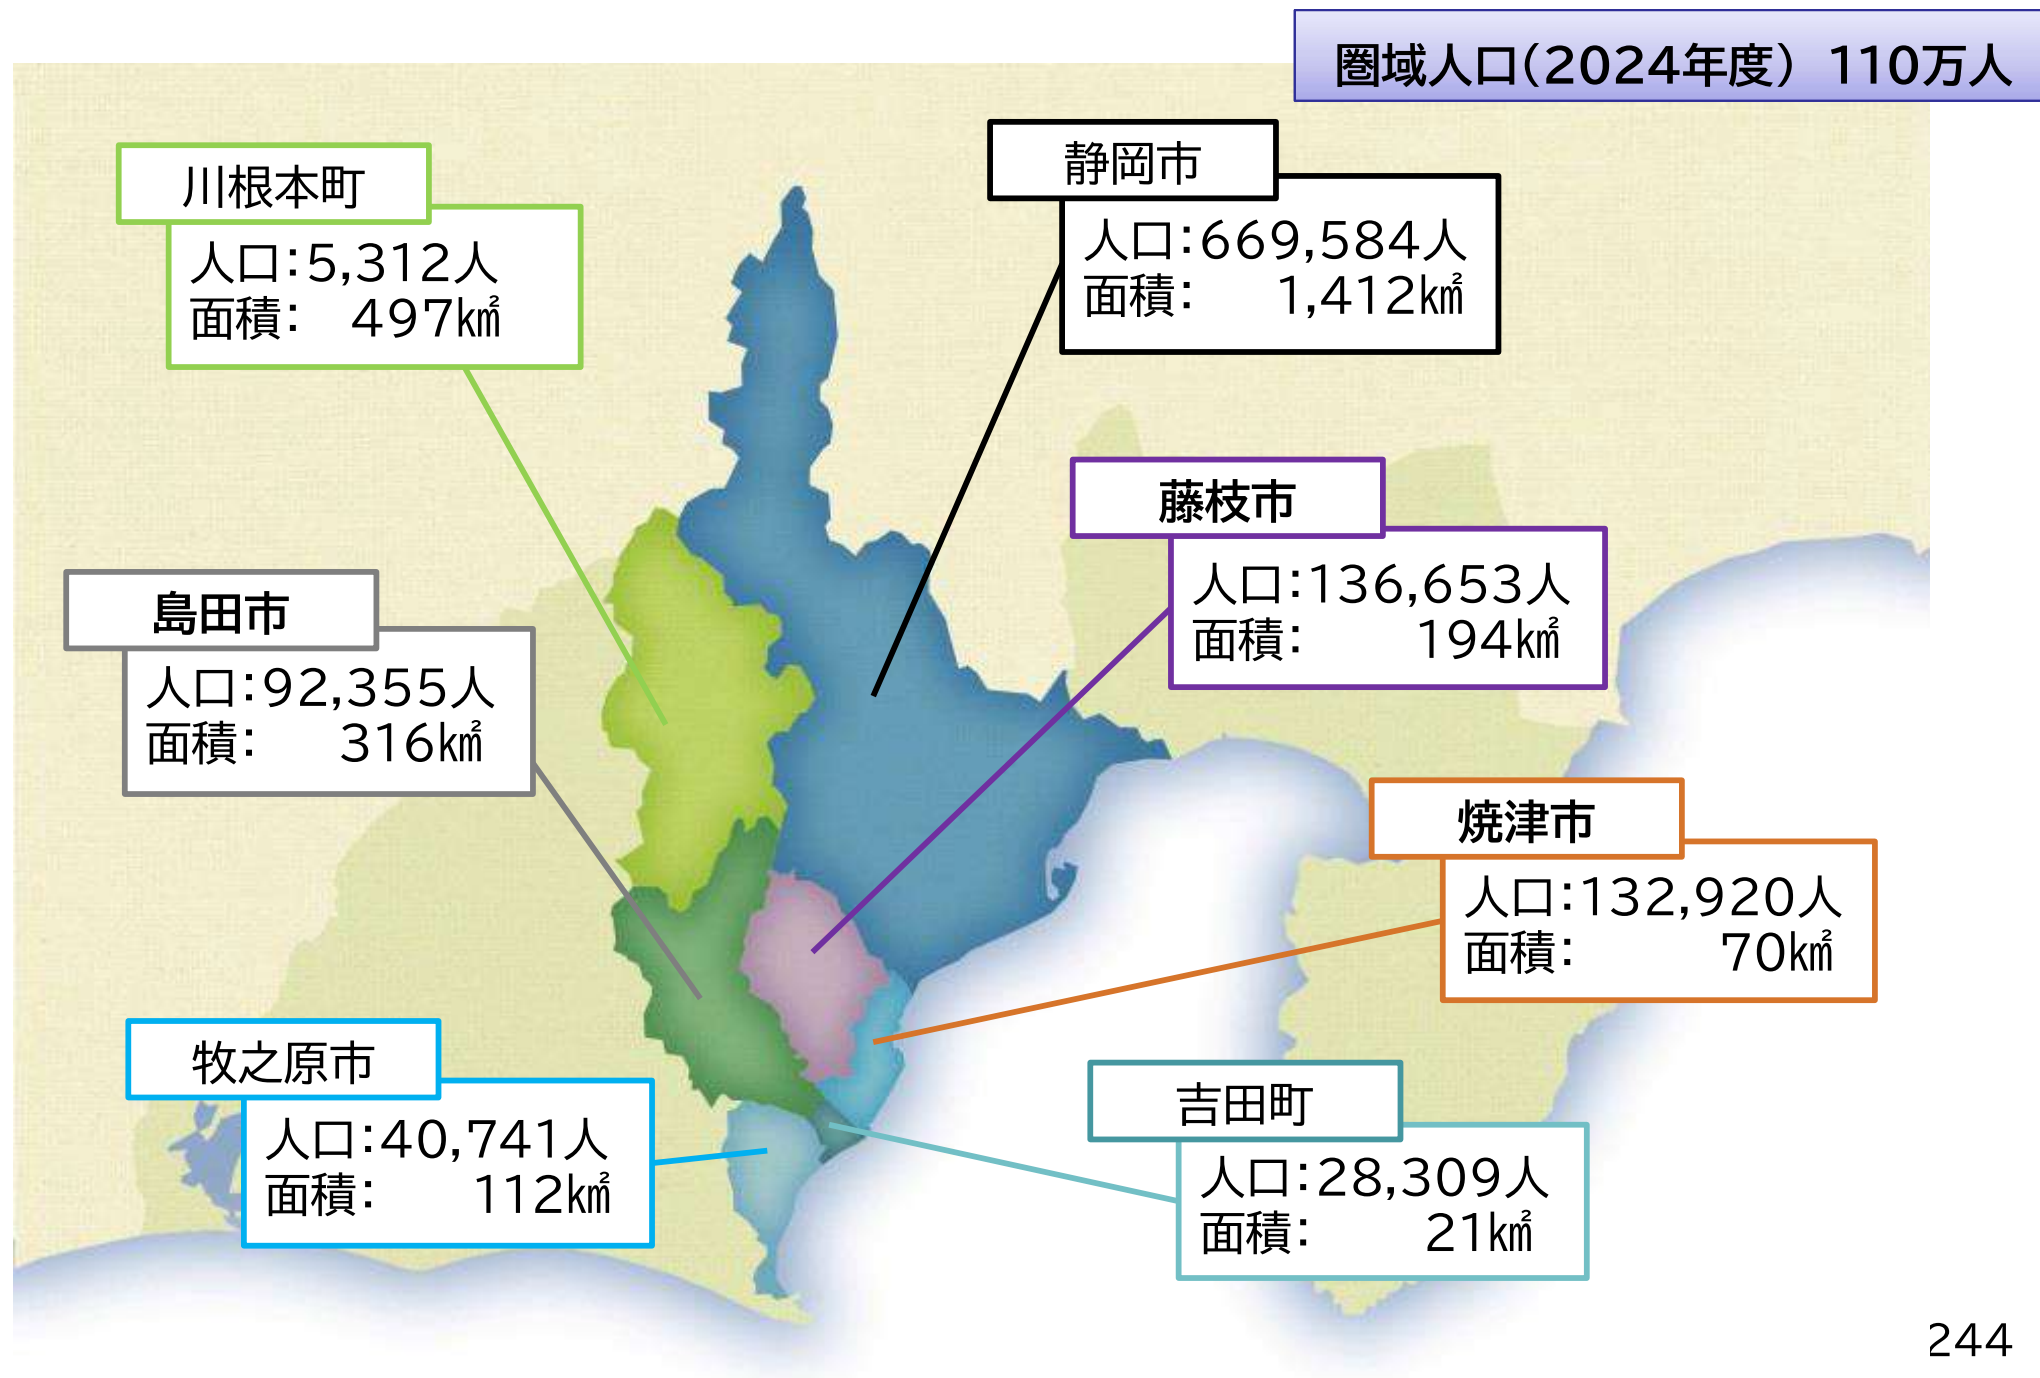 圏域人口(2024年度) 110万人
川根本町
人口:5,312人
面積: 497k㎡
静岡市
人口:669,584人
面積: 1,412k㎡
藤枝市
人口:136,653人
面積: 194k㎡
島田市
人口:92,355人
面積: 316k㎡
焼津市
人口:132,920人
面積: 70k㎡
牧之原市
人口:40,741人
面積: 112k㎡
吉田町
人口:28,309人
面積: 21k㎡
244